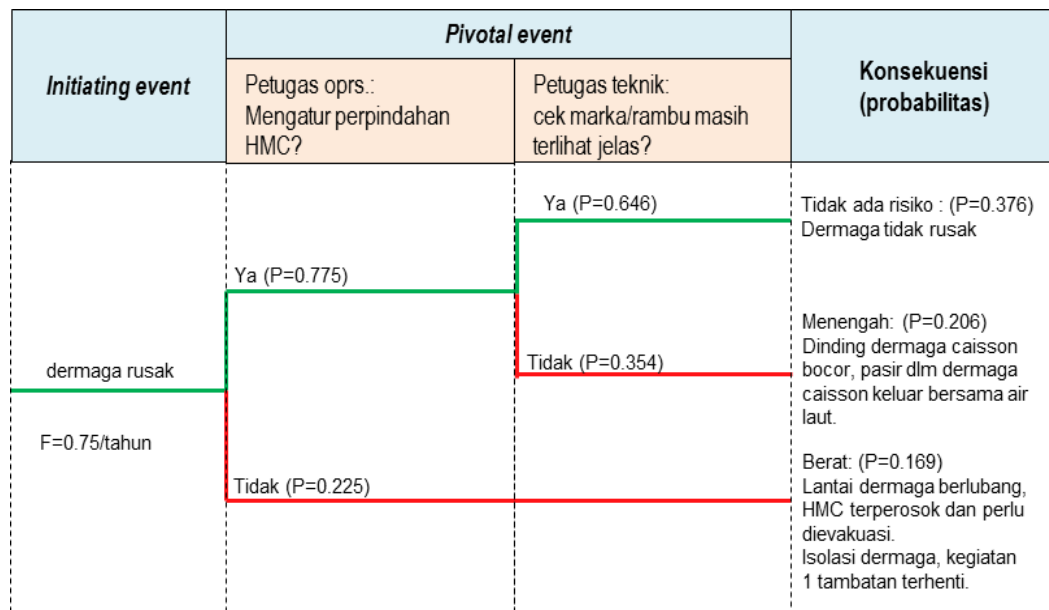 Pivotal event
Initiating event
Petugas oprs.:
Mengatur perpindahan
HMC?
Petugas teknik:
cek marka/rambu masih
terlihat jelas?
Konsekuensi
(probabilitas)
Ya (P=0.646)
Tidak ada risiko : (P=0.376)
Dermaga tidak rusak
Ya (P=0.775)
Menengah: (P=0.206)
Dinding dermaga caisson
bocor, pasir dlm dermaga
caisson keluar bersama air
laut.
Tidak (P=0.354)
dermaga rusak
F=0.75/tahun
Berat: (P=0.169)
Lantai dermaga berlubang,
HMC terperosok dan perlu
dievakuasi.
Isolasi dermaga, kegiatan
1 tambatan terhenti.
Tidak (P=0.225)